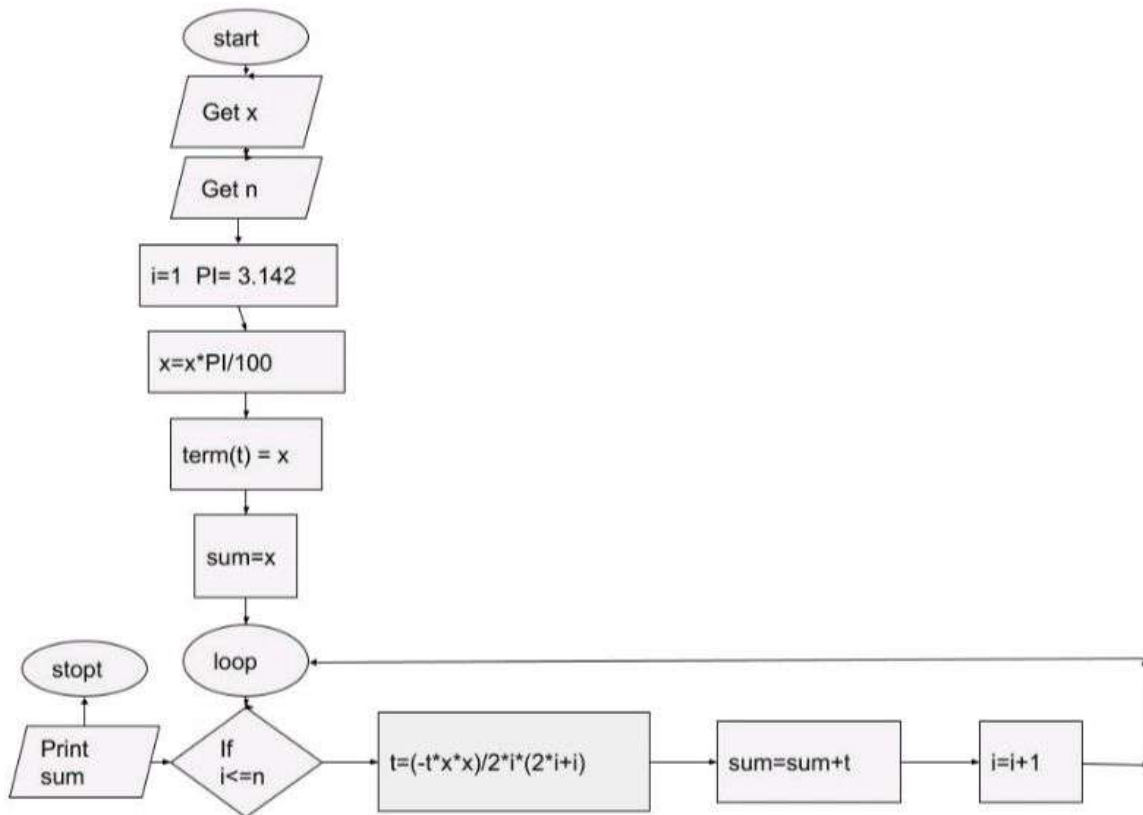 start
Get x
Get n
i=1 PI= 3.142
x=x*PI/100
term(t) = x
sum=x
loop
stopt
Print
sum
If
i<=n
t=(-t*x*x)/2*i*(2*i+i)
sum=sum+t
i=i+1